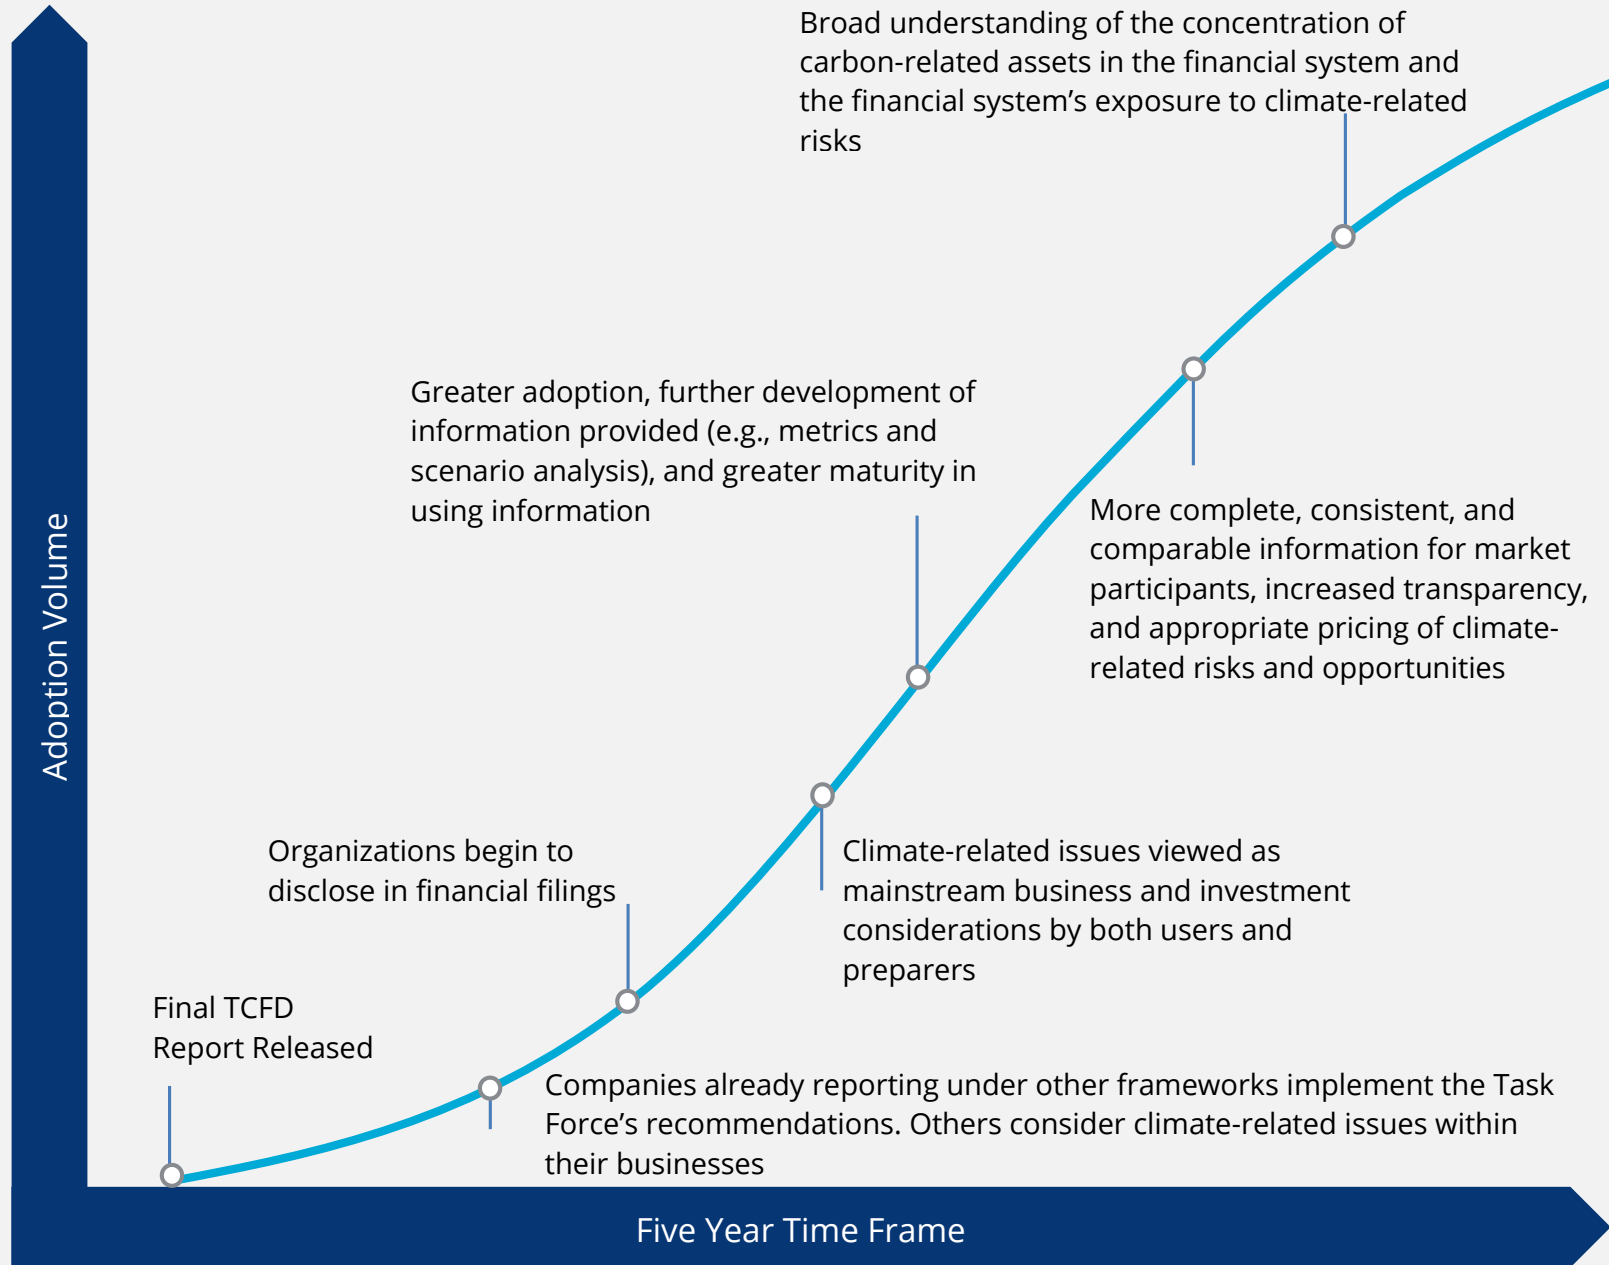 Broad understanding of the concentration of
carbon-related assets in the financial system and
the financial system’s exposure to climate-related
risks
Greater adoption, further development of
information provided (e.g., metrics and
scenario analysis), and greater maturity in
using information
More complete, consistent, and
comparable information for market
participants, increased transparency,
and appropriate pricing of climate-
related risks and opportunities
Adoption Volume
Organizations begin to
disclose in financial filings
Climate-related issues viewed as
mainstream business and investment
considerations by both users and
preparers
Final TCFD
Report Released
Companies already reporting under other frameworks implement the Task
Force’s recommendations. Others consider climate-related issues within
their businesses
Five Year Time Frame